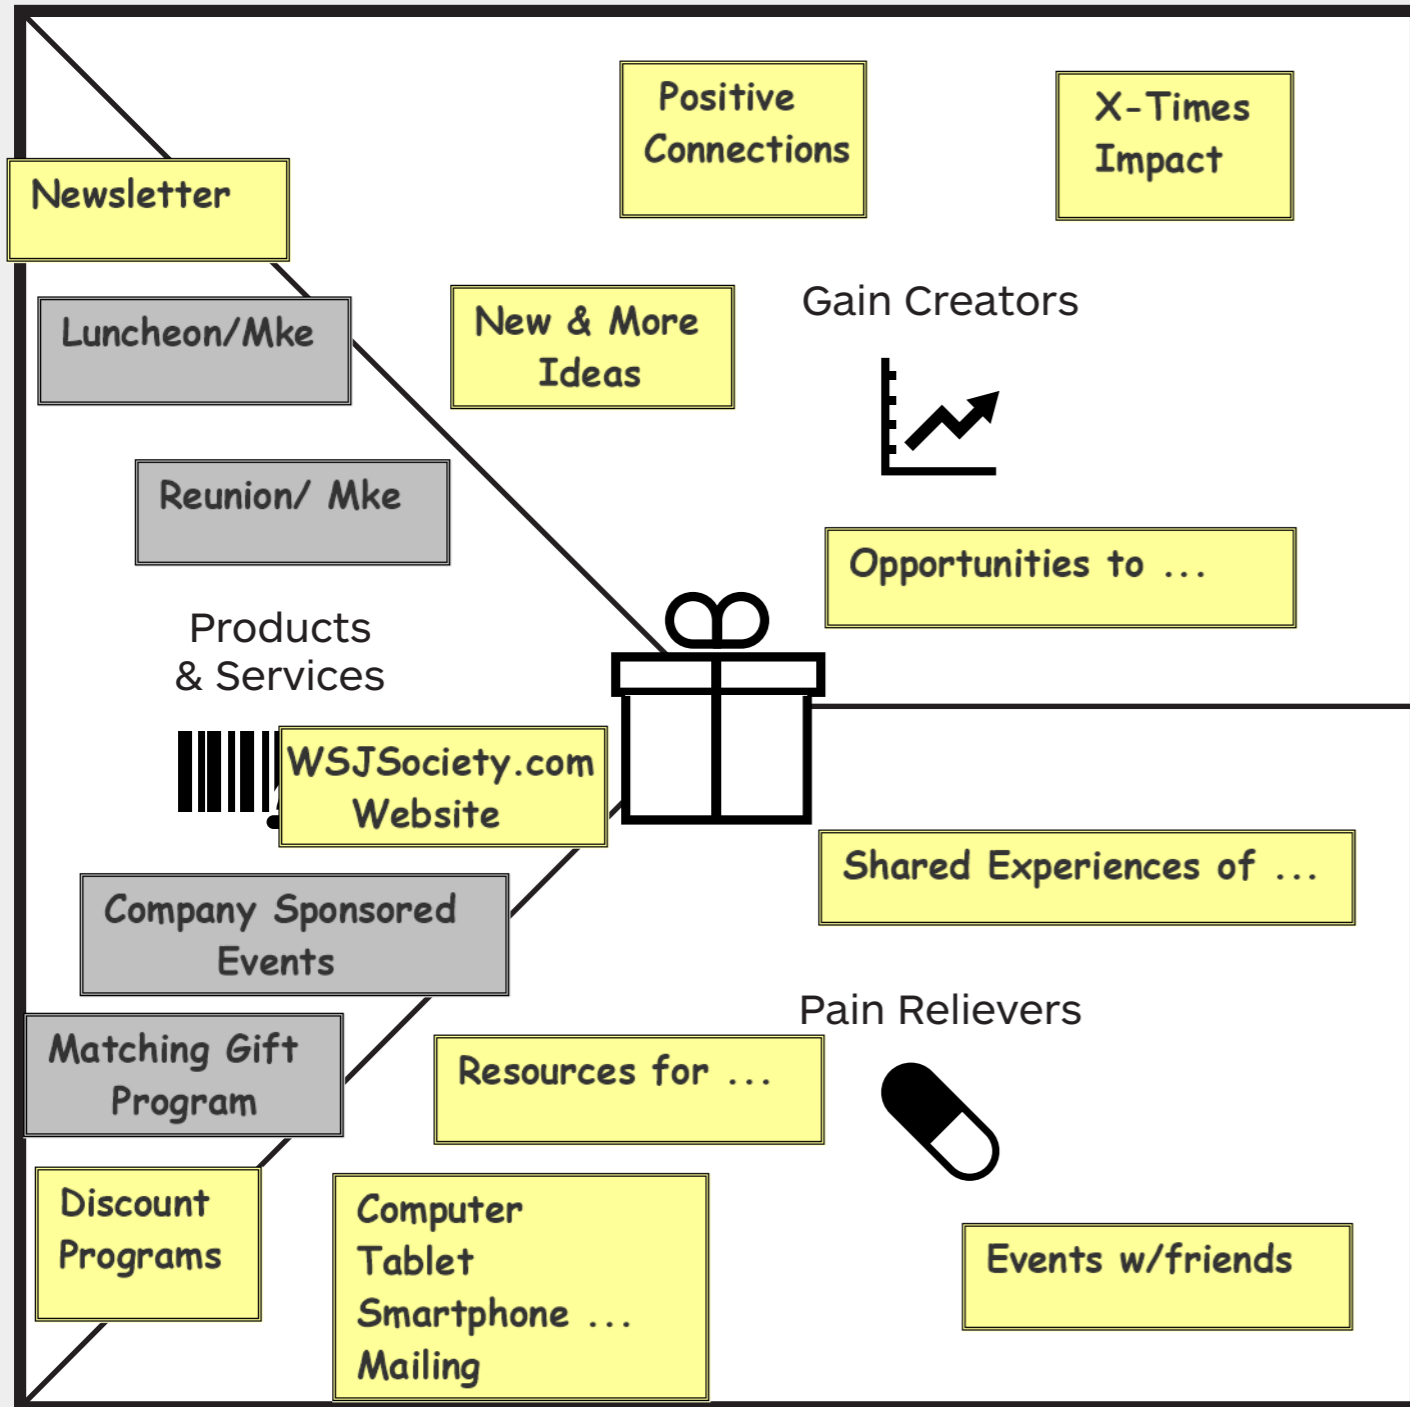 Positive
Connections
X-Times
Impact
Newsletter
Luncheon/Mke
New & More
Ideas
Gain Creators
Reunion/ Mke
Opportunities to ...
Products
& Services
WSJSociety.com
Website
Shared Experiences of ...
Company Sponsored
Events
Pain Relievers
Matching Gift
Program
Resources for ...
Discount
Programs
Computer
Tablet
Smartphone ...
Mailing
Events w/friends